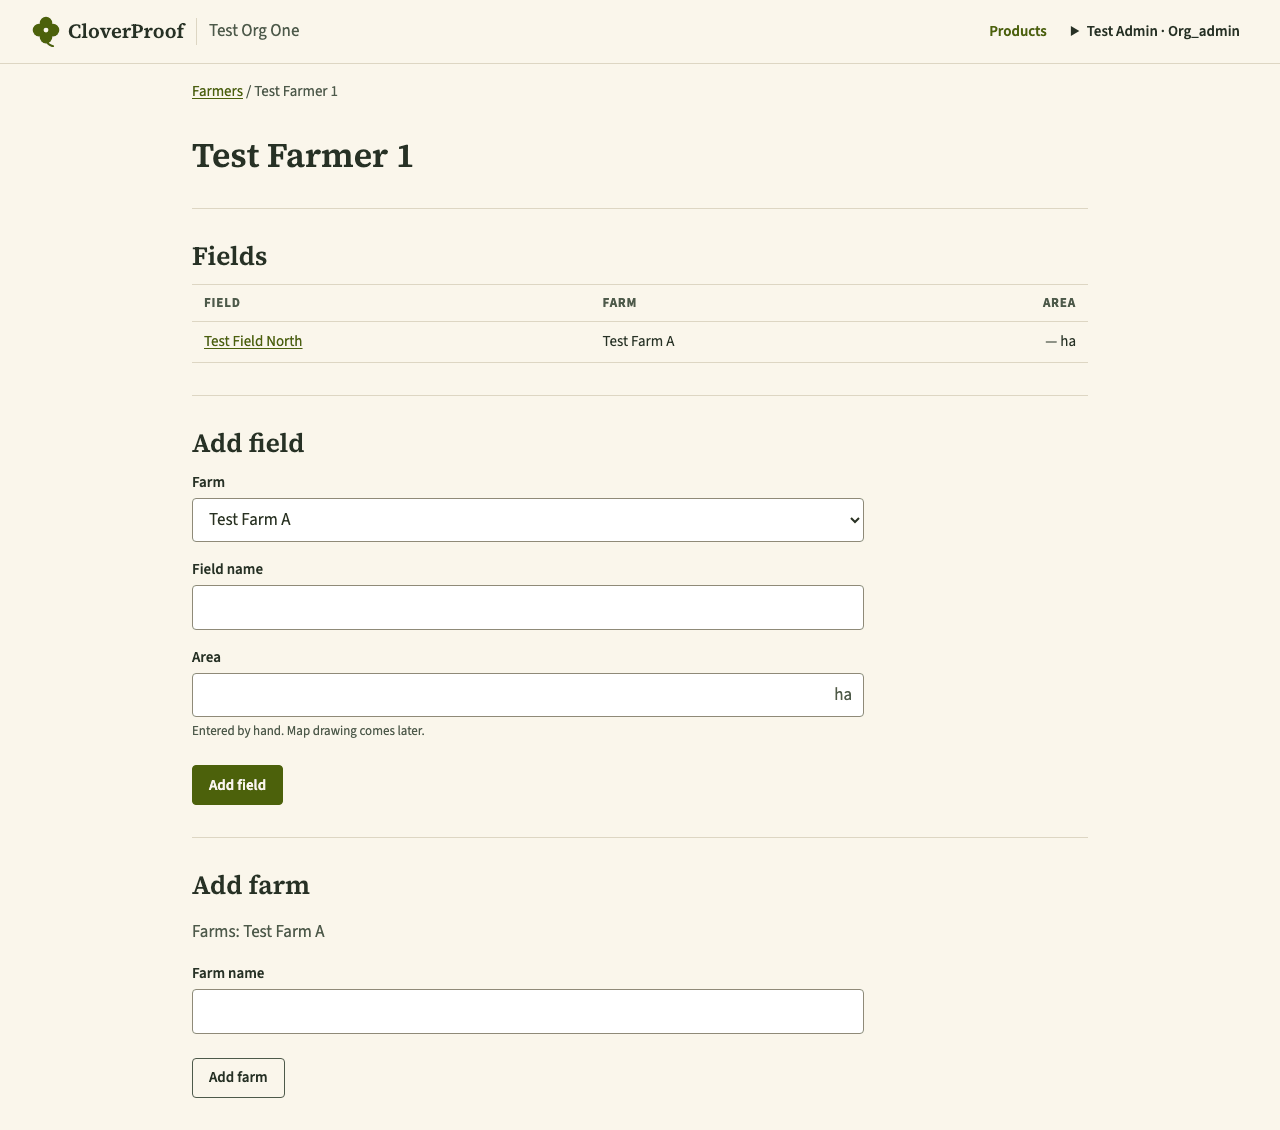 CloverProof
Test Org One
Products
▶ Test Admin · Org_admin
Farmers / Test Farmer 1
Test Farmer 1
Fields
FIELD FARM AREA
Test Field North Test Farm A — ha
Add field
Farm
Test Farm A
Field name
Area
ha
Entered by hand. Map drawing comes later.
Add field
Add farm
Farms: Test Farm A
Farm name
Add farm